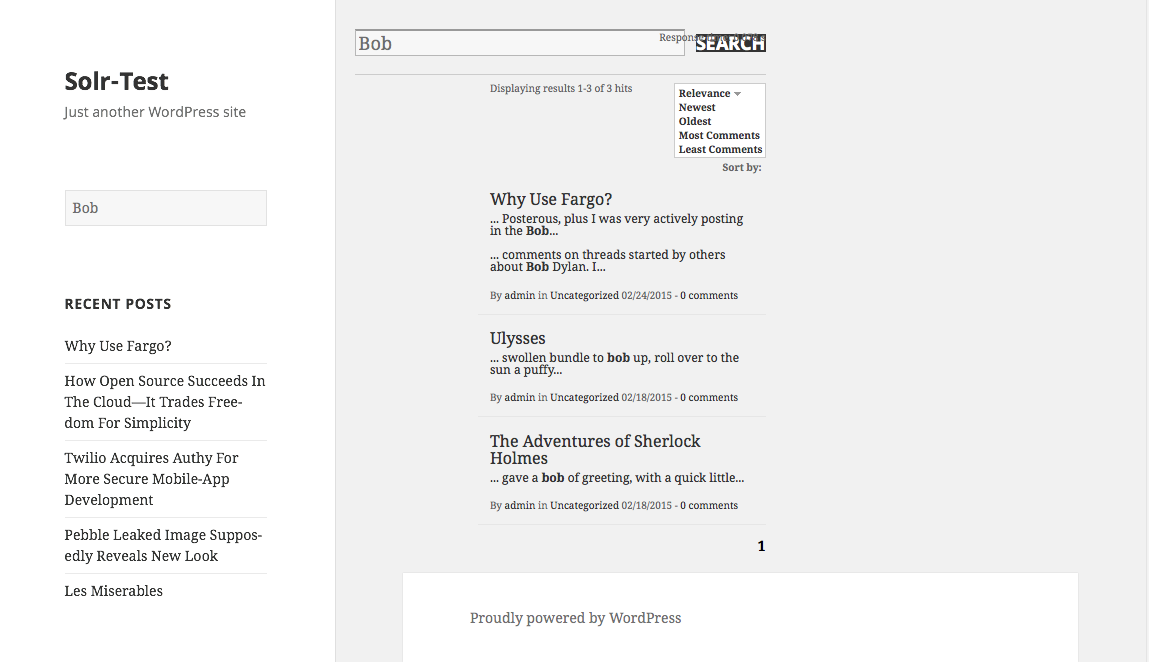 Solr-Test
Just another WordPress site
Bob
RECENT POSTS
Why Use Fargo?
How Open Source Succeeds In
The Cloud—It Trades Free-
dom For Simplicity
Twilio Acquires Authy For
More Secure Mobile-App
Development
Pebble Leaked Image Suppos-
edly Reveals New Look
Les Miserables
Bob
SEARCH
Displaying results 1-3 of 3 hits
Relevance
Newest
Oldest
Most Comments
Least Comments
Sort by:
Why Use Fargo?
... Posterous, plus I was very actively posting
in the Bob...
... comments on threads started by others
about Bob Dylan. I...
By admin in Uncategorized 02/24/2015 - 0 comments
Ulysses
... swollen bundle to bob up, roll over to the
sun a puffy...
By admin in Uncategorized 02/18/2015 - 0 comments
The Adventures of Sherlock
Holmes
... gave a bob of greeting, with a quick little...
By admin in Uncategorized 02/18/2015 - 0 comments
1
Proudly powered by WordPress